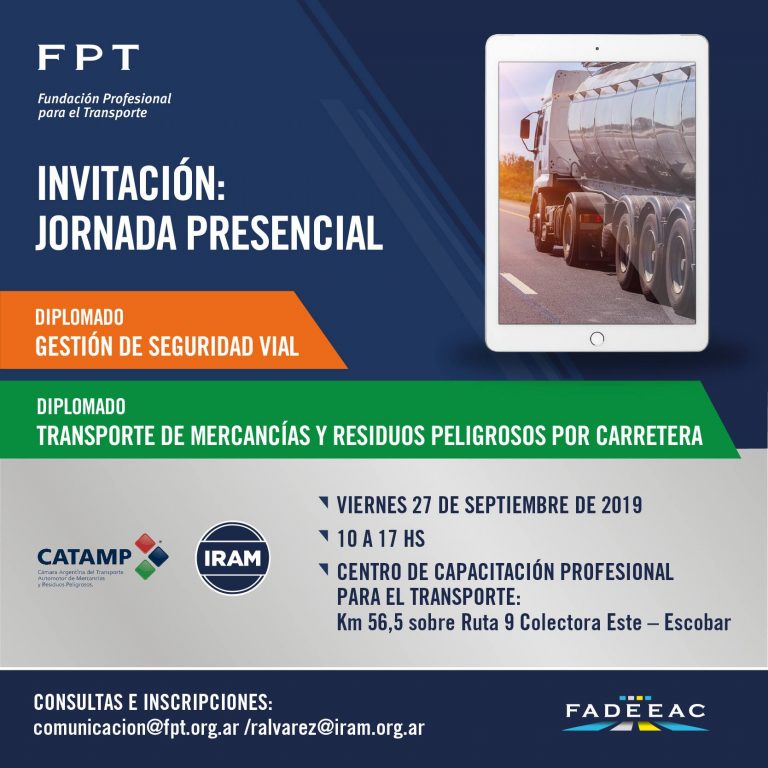 FPT
Fundación Profesional
para el Transporte
INVITACIÓN:
JORNADA PRESENCIAL
DIPLOMADO
GESTIÓN DE SEGURIDAD VIAL
DIPLOMADO
TRANSPORTE DE MERCANCÍAS Y RESIDUOS PELIGROSOS POR CARRETERA
CATAMP
Cámara Argentina del Transporte
Automotor de Mercancías
y Residuos Peligrosos.
IRAM
VIERNES 27 DE SEPTIEMBRE DE 2019
10 A 17 HS
CENTRO DE CAPACITACIÓN PROFESIONAL
PARA EL TRANSPORTE:
Km 56,5 sobre Ruta 9 Colectora Este – Escobar
CONSULTAS E INSCRIPCIONES:
comunicacion@fpt.org.ar /ralvarez@iram.org.ar
FADEEAC